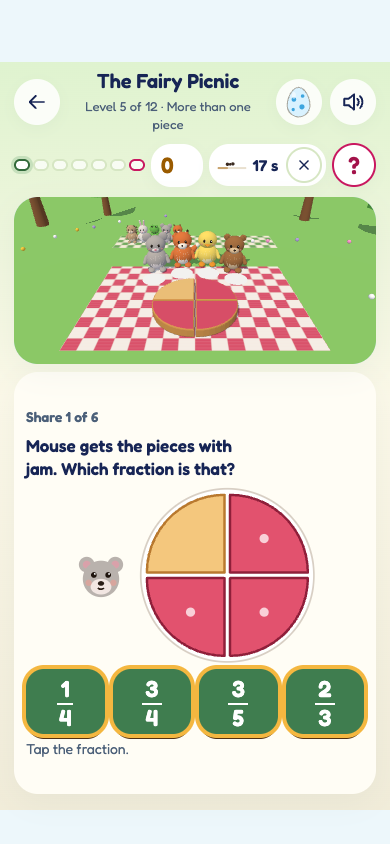 The Fairy Picnic
Level 5 of 12 · More than one
piece
0
17 s
?
Share 1 of 6
Mouse gets the pieces with
jam. Which fraction is that?
1/4
3/4
3/5
2/3
Tap the fraction.